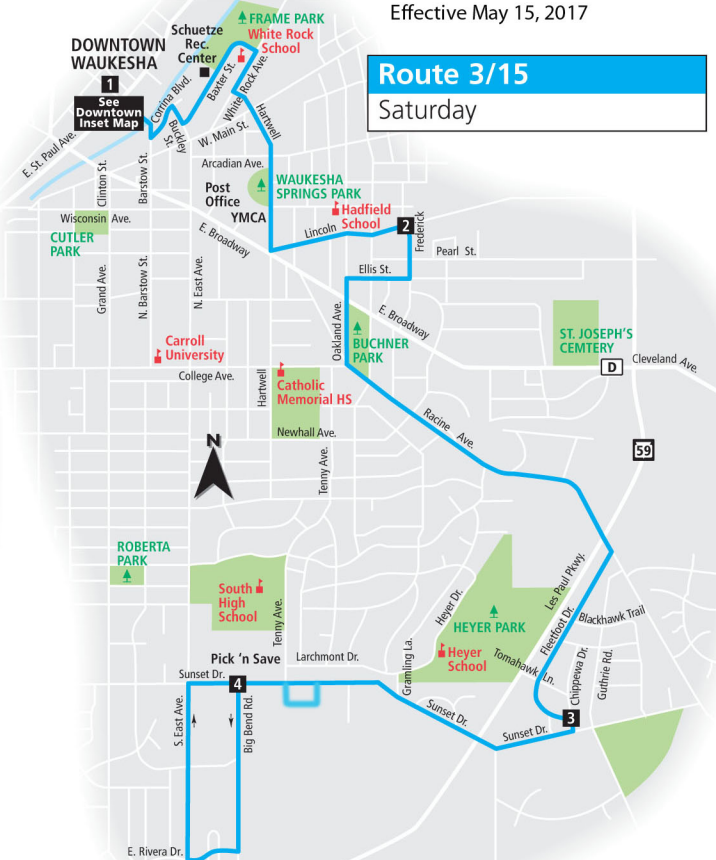 Effective May 15, 2017
Route 3/15
Saturday
FRAME PARK
White Rock
School
Schuetze
Rec.
Center
DOWNTOWN
WAUKESHA
1
See
Downtown
Inset Map
Corrina Blvd.
Baxter St.
White Rock Ave.
Hartwell
Buckley
St.
W. Main St.
E. St. Paul Ave.
Arcadian Ave.
Clinton St.
Barstow St.
Post
Office
YMCA
WAUKESHA
SPRINGS PARK
Hadfield
School
Lincoln
2
Frederick
Wisconsin Ave.
CUTLER
PARK
E. Broadway
Pearl St.
Ellis St.
Grand Ave.
N. Barstow St.
N. East Ave.
Oakland Ave.
E. Broadway
BUCHNER
PARK
ST. JOSEPH'S
CEMTERY
Carroll
University
D
Cleveland Ave.
College Ave.
Hartwell
Catholic
Memorial HS
Racine Ave.
Newhall Ave.
N
Tenny Ave.
59
ROBERTA
PARK
South
High
School
Tenny Ave.
Heyer Dr.
HEYER PARK
Les Paul Pkwy.
Fleetfoot Dr.
Blackhawk Trail
Heyer
School
Tomahawk Ln.
Chippewa Dr.
Guthrie Rd.
Gramling La.
Pick 'n Save
Larchmont Dr.
Sunset Dr.
4
Sunset Dr.
Sunset Dr.
3
S. East Ave.
Big Bend Rd.
E. Rivera Dr.